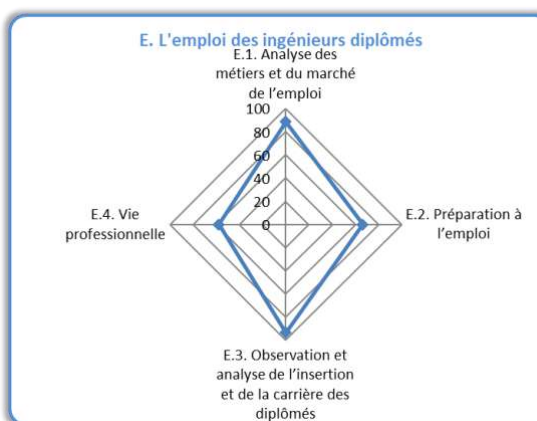 E. L'emploi des ingénieurs diplômés
E.1. Analyse des
métiers et du marché
de l’emploi
100
80
60
40
20
0
E.4. Vie
professionnelle
E.2. Préparation à
l’emploi
E.3. Observation et
analyse de l’insertion
et de la carrière des
diplômés